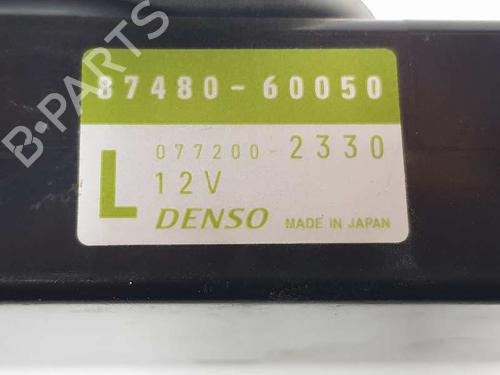 87480-60050
L
077200-2330
12V
DENSO MADE IN JAPAN
B-PARTS